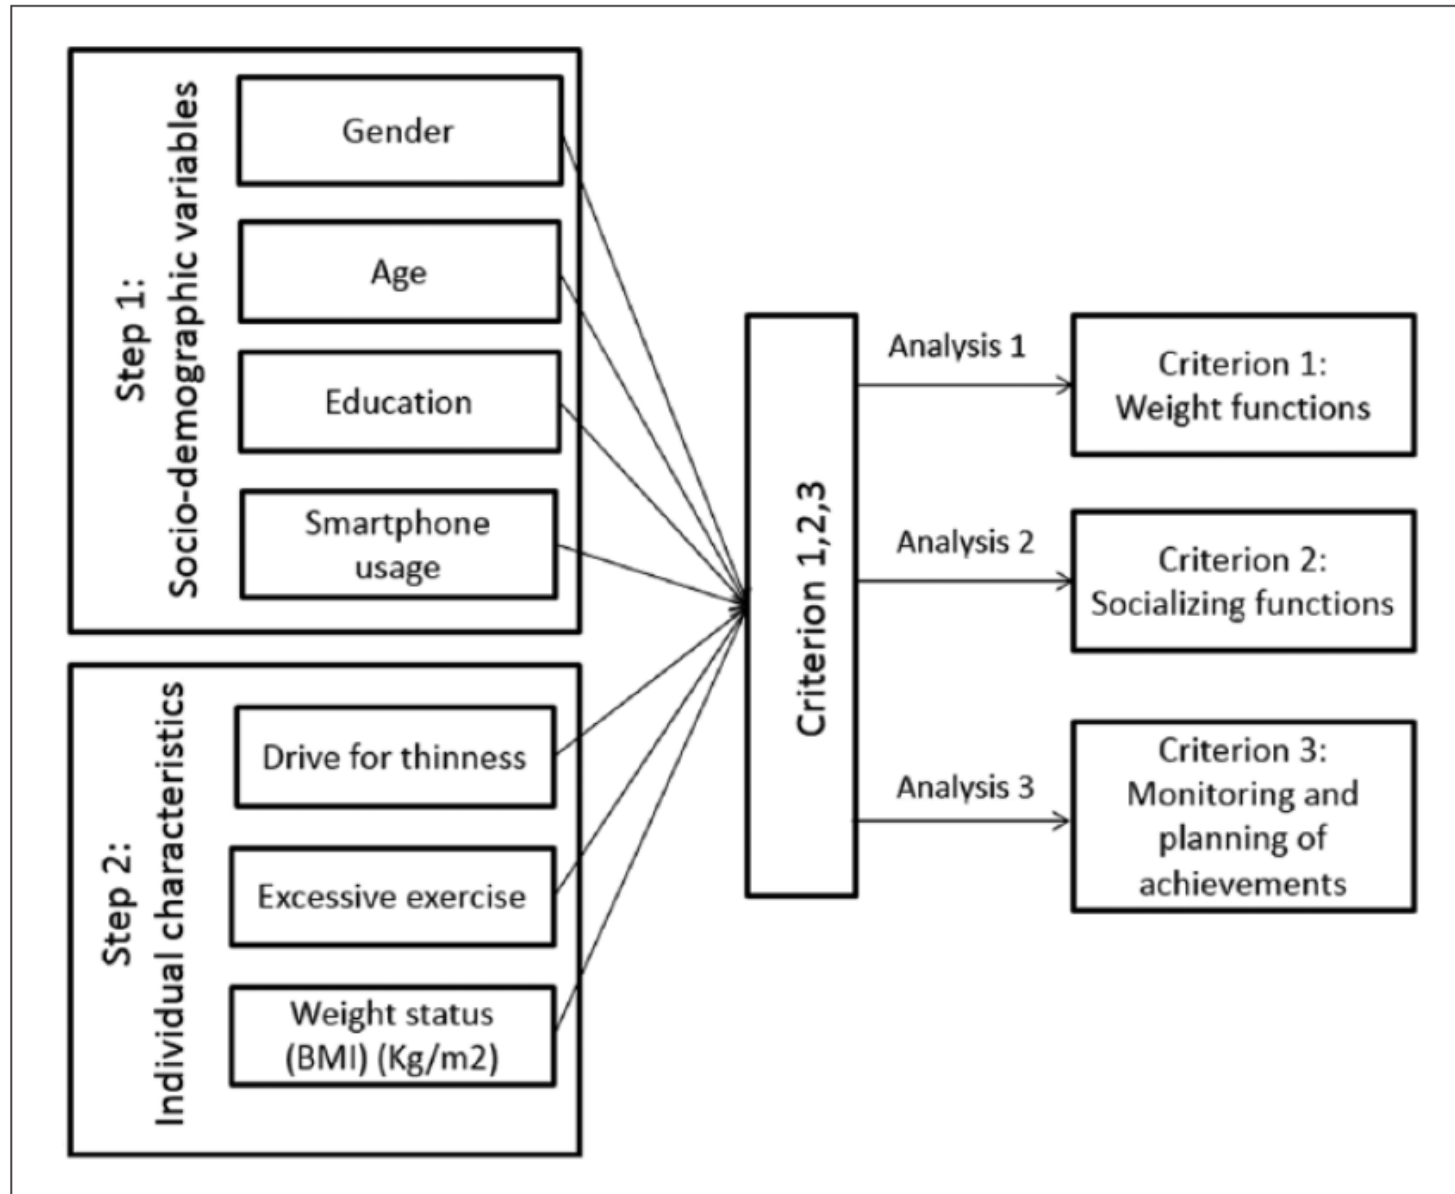 Step 1:
Socio-demographic variables
Gender
Age
Education
Smartphone
usage
Step 2:
Individual characteristics
Drive for thinness
Excessive exercise
Weight status
(BMI) (Kg/m2)
Criterion 1,2,3
Analysis 1
Criterion 1:
Weight functions
Analysis 2
Criterion 2:
Socializing functions
Analysis 3
Criterion 3:
Monitoring and
planning of
achievements